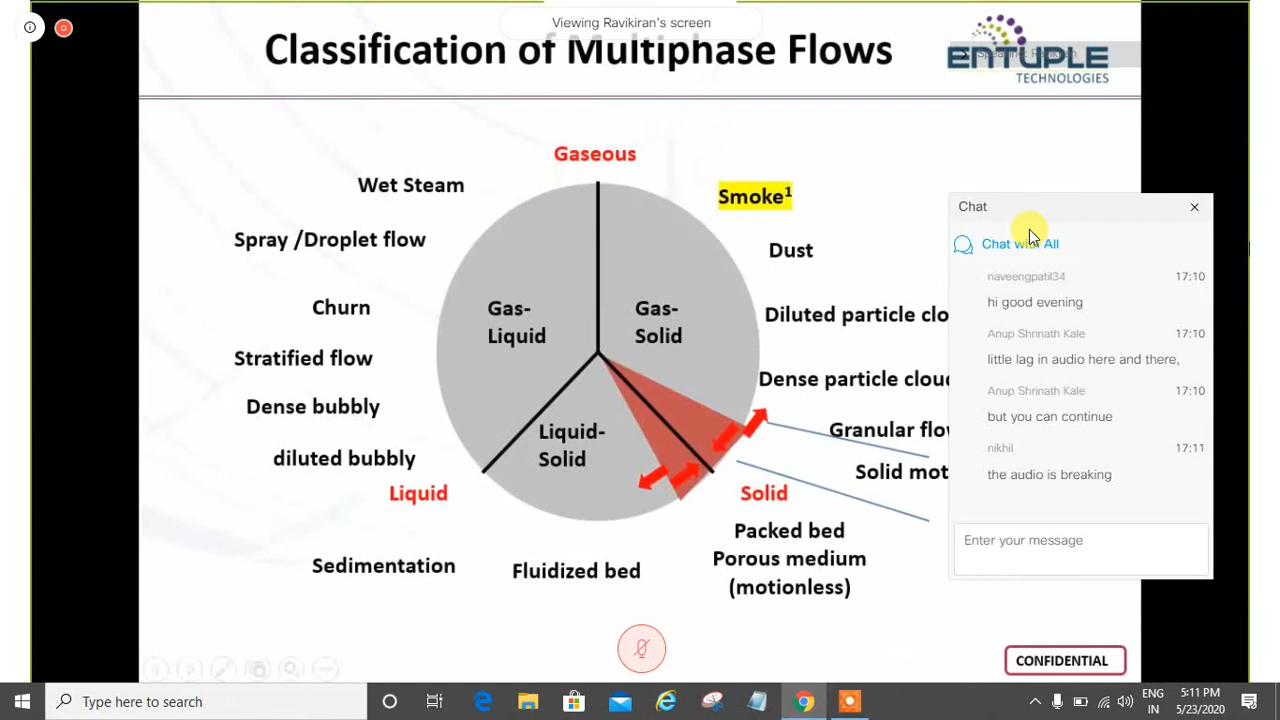 Viewing Ravikiran's screen
Classification of Multiphase Flows
ENTUPLE
TECHNOLOGIES
Gaseous
Wet Steam
Smoke¹
Spray /Droplet flow
Dust
Churn
Gas-
Liquid
Gas-
Solid
Diluted particle clo
Stratified flow
Dense particle cloud
Dense bubbly
Liquid-
Solid
Granular flow
diluted bubbly
Solid mot
Liquid
Solid
Packed bed
Porous medium
(motionless)
Sedimentation
Fluidized bed
CONFIDENTIAL
Chat
Chat with All
naveengpatil34 17:10
hi good evening
Anup Shrinath Kale 17:10
little lag in audio here and there,
Anup Shrinath Kale 17:10
but you can continue
nikhil 17:11
the audio is breaking
Enter your message
Type here to search
ENG
IN
5:11 PM
5/23/2020